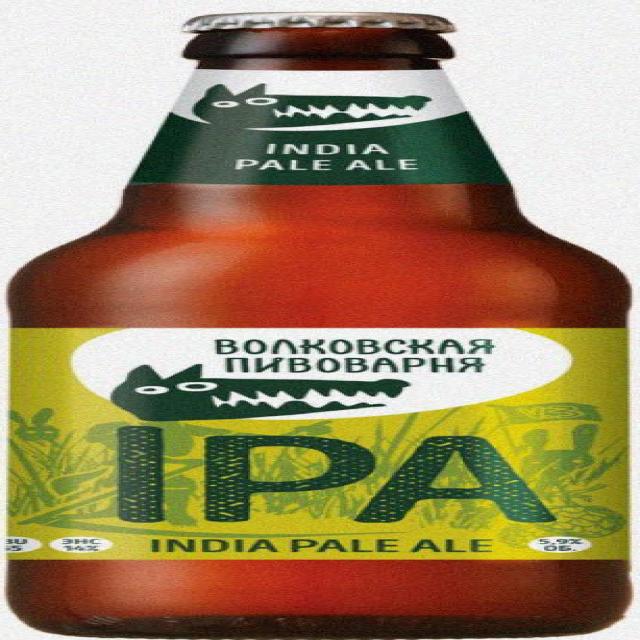 INDIA
PALE ALE
ВОЛКОВСКАЯ
ПИВОВАРНЯ
IPA
ЭНС
14%
INDIA PALE ALE
5,9%
ОБ.